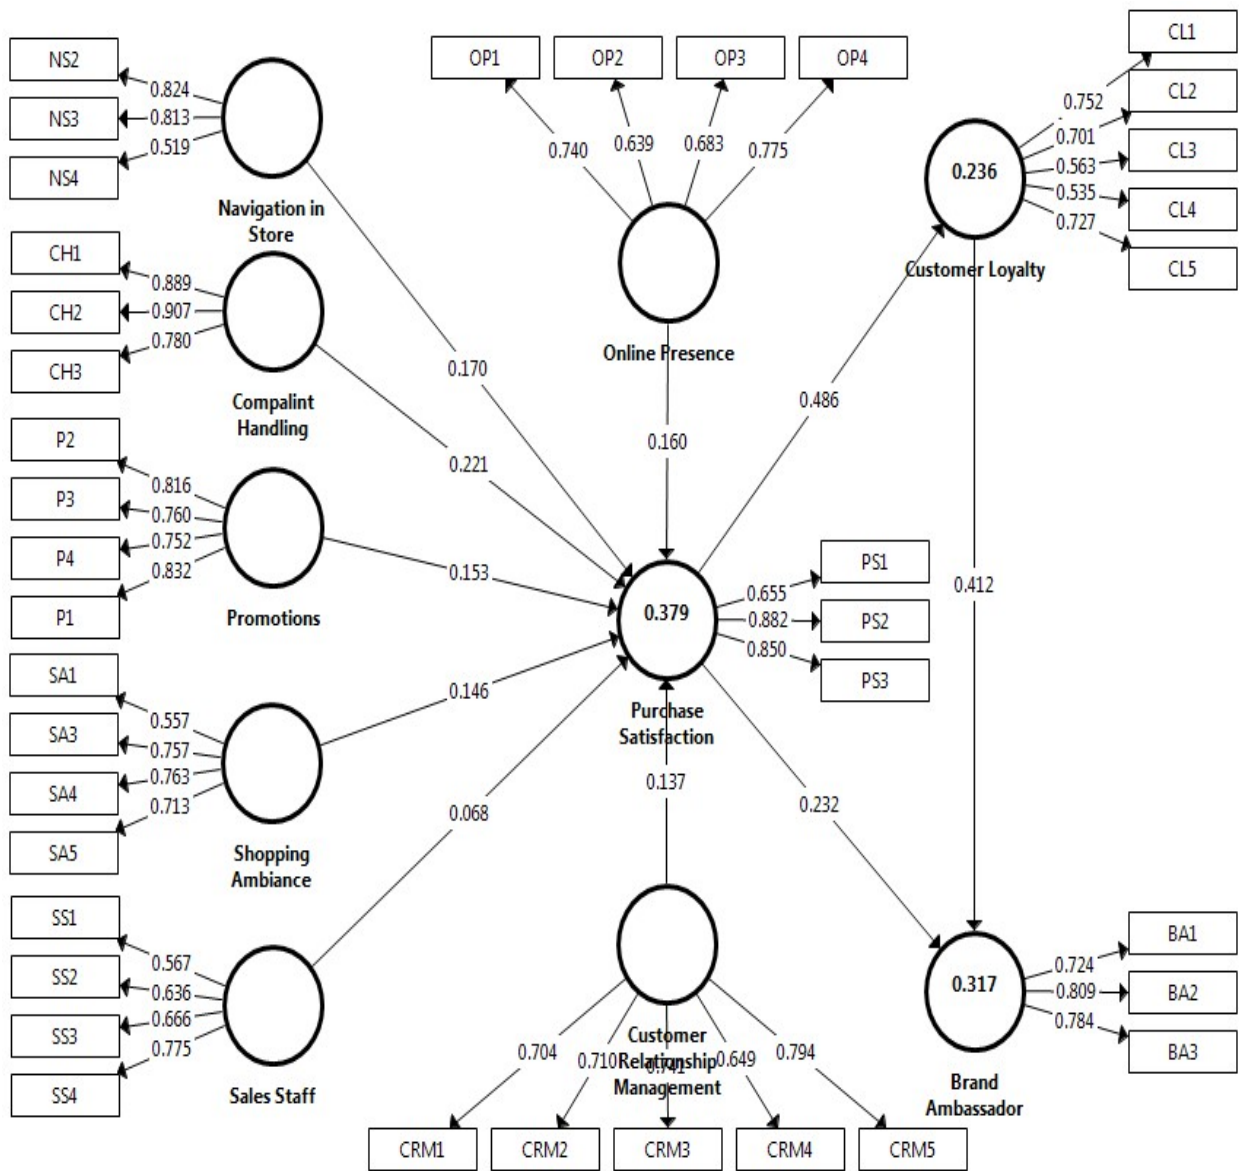 NS2
NS3
NS4
0.824
0.813
0.519
Navigation in
Store
CH1
CH2
CH3
0.889
0.907
0.780
Compalint
Handling
P2
P3
P4
P1
0.816
0.760
0.752
0.832
Promotions
SA1
SA3
SA4
SA5
0.557
0.757
0.763
0.713
Shopping
Ambiance
SS1
SS2
SS3
SS4
0.567
0.636
0.666
0.775
Sales Staff
OP1
OP2
OP3
OP4
0.740
0.639
0.683
0.775
Online Presence
0.170
0.221
0.153
0.146
0.068
0.160
0.137
0.379
Purchase
Satisfaction
0.655
0.882
0.850
PS1
PS2
PS3
0.486
0.232
0.412
0.236
Customer Loyalty
0.752
0.701
0.563
0.535
0.727
CL1
CL2
CL3
CL4
CL5
0.317
Brand
Ambassador
0.724
0.809
0.784
BA1
BA2
BA3
Customer
Relationship
Management
0.704
0.710
0.741
0.649
0.794
CRM1
CRM2
CRM3
CRM4
CRM5